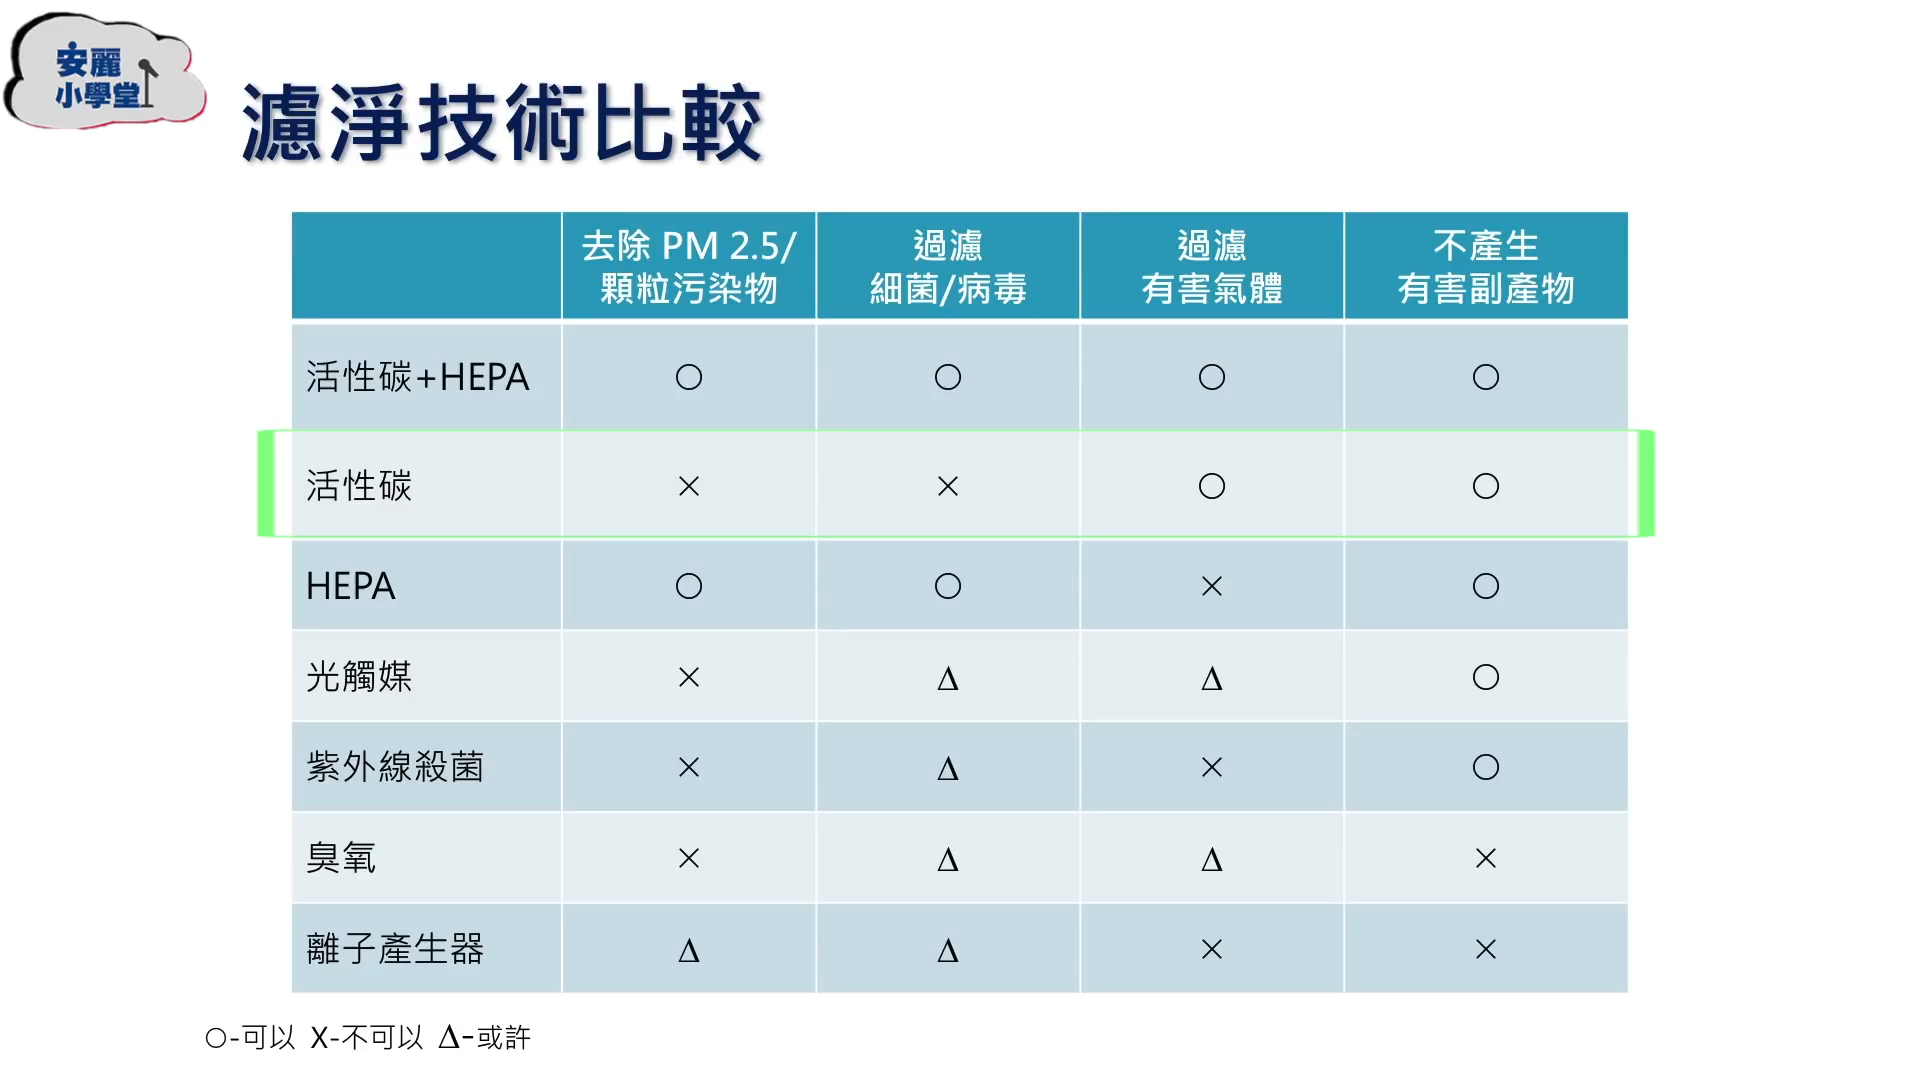 安麗
小學堂
濾淨技術比較
去除 PM 2.5/
顆粒污染物
過濾
細菌/病毒
過濾
有害氣體
不產生
有害副產物
活性碳+HEPA ○ ○ ○ ○
活性碳 × × ○ ○
HEPA ○ ○ × ○
光觸媒 × Δ Δ ○
紫外線殺菌 × Δ × ○
臭氧 × Δ Δ ×
離子產生器 Δ Δ × ×
○-可以 X-不可以 Δ-或許